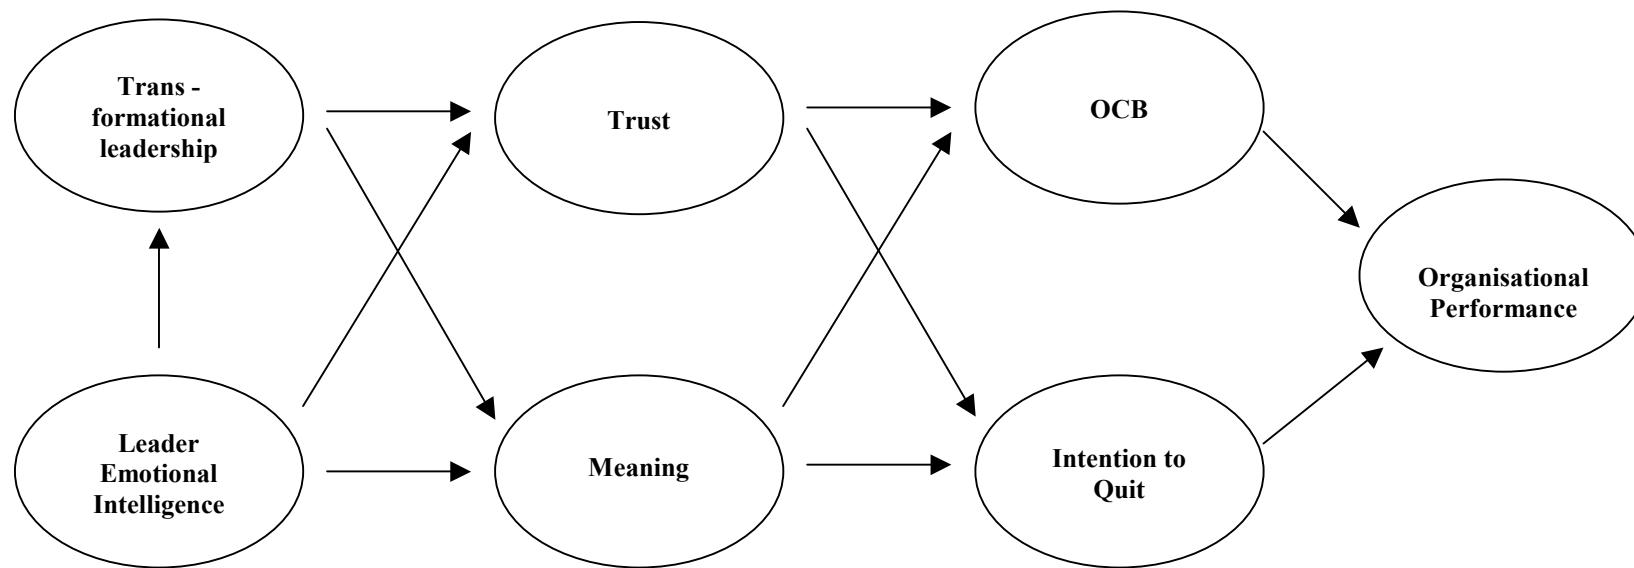 Trans -
formational
leadership
Trust
OCB
Organisational
Performance
Leader
Emotional
Intelligence
Meaning
Intention to
Quit